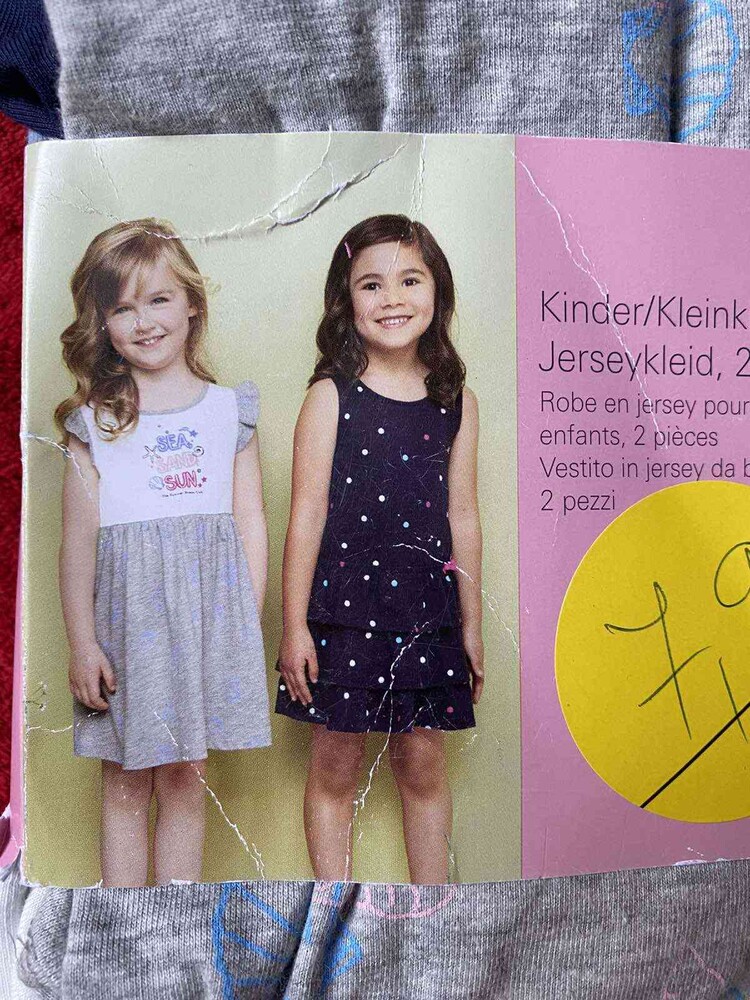 SEA
SAND
SUN
Kinder/Kleink
Jerseykleid, 2
Robe en jersey pour
enfants, 2 pièces
Vestito in jersey da b
2 pezzi
7